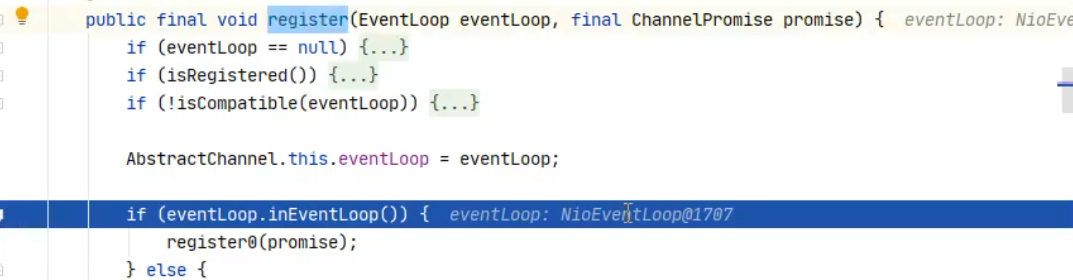 public final void register(EventLoop eventLoop, final ChannelPromise promise) {  eventLoop: NioEve
if (eventLoop == null) {...}
if (isRegistered()) {...}
if (!isCompatible(eventLoop)) {...}
AbstractChannel.this.eventLoop = eventLoop;
if (eventLoop.inEventLoop()) {  eventLoop: NioEventLoop@1707
register0(promise);
} else {